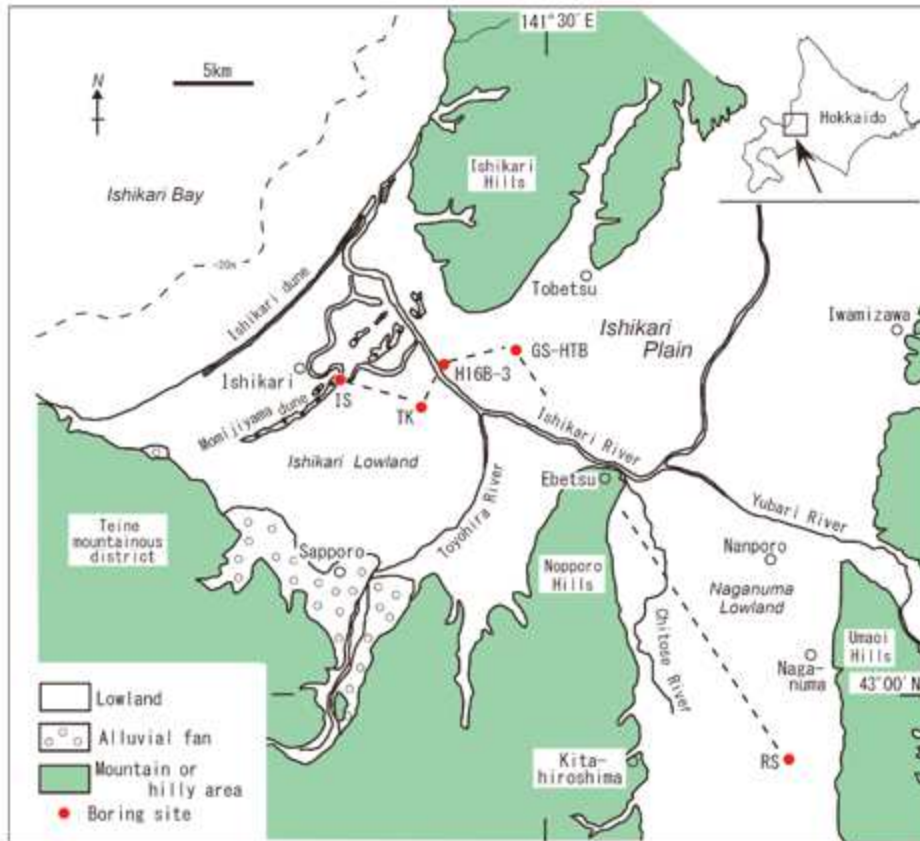 141°30′E
5km
N
Hokkaido
Ishikari
Hills
Ishikari Bay
-20m
Ishikari dune
Tobetsu
Ishikari
Plain
Iwamizawa
GS-HTB
H16B-3
Ishikari
IS
TK
Momijiyama dune
Ishikari River
Ishikari Lowland
Ebetsu
Toyohira River
Yubari River
Teine
mountainous
district
Sapporo
Nopporo
Hills
Nanporo
Naganuma
Lowland
Chitose River
Umaoi
Hills
Naga-
numa
43°00′N
Kita-
hiroshima
RS
Lowland
Alluvial fan
Mountain or
hilly area
Boring site